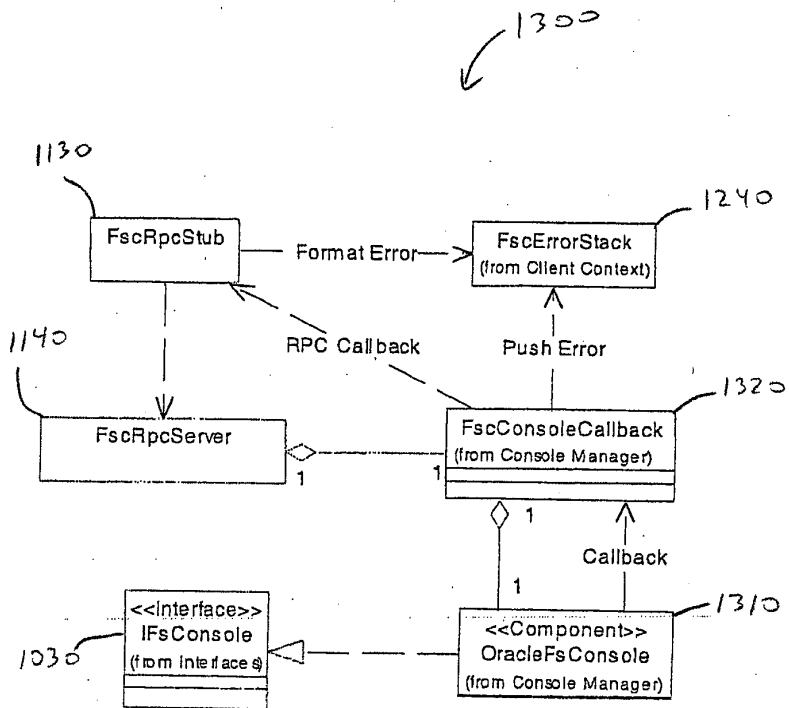 1300
1130
1240
FscRpcStub
Format Error
FscErrorStack
(from Client Context)
RPC Callback
Push Error
1140
1320
FscRpcServer
1
1
FscConsoleCallback
(from Console Manager)
1
Callback
1
1310
<<Interface>>
IFsConsole
(from Interfaces)
1030
<<Component>>
OracleFsConsole
(from Console Manager)